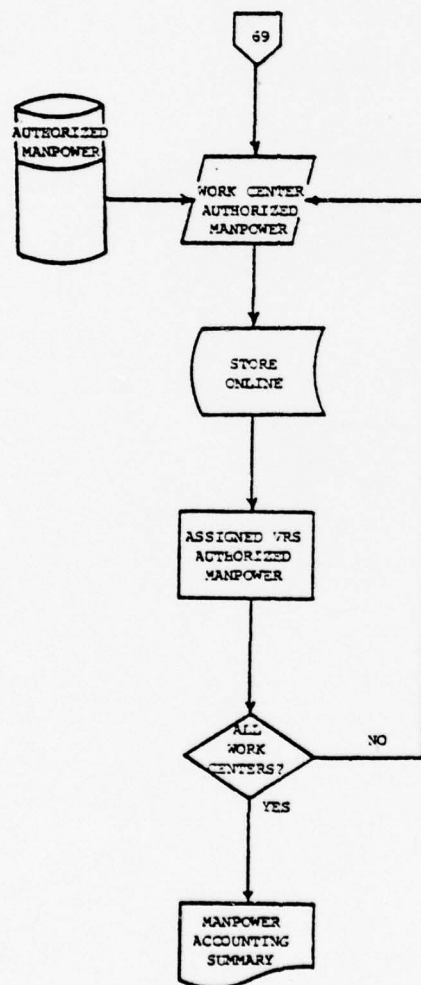 69
AUTHORIZED
MANPOWER
WORK CENTER
AUTHORIZED
MANPOWER
STORE
ONLINE
ASSIGNED VRS
AUTHORIZED
MANPOWER
ALL
WORK
CENTERS?
NO
YES
MANPOWER
ACCOUNTING
SUMMARY